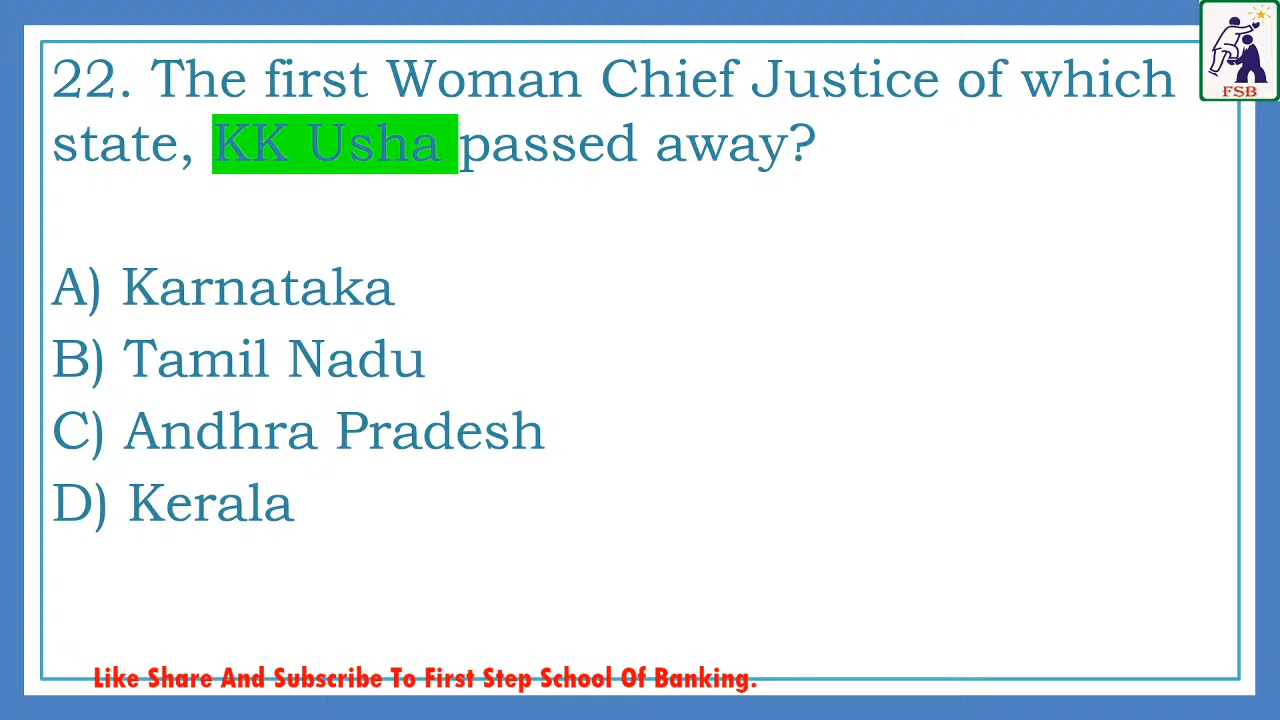 22. The first Woman Chief Justice of which
state, KK Usha passed away?
A) Karnataka
B) Tamil Nadu
C) Andhra Pradesh
D) Kerala
Like Share And Subscribe To First Step School Of Banking.
FSB